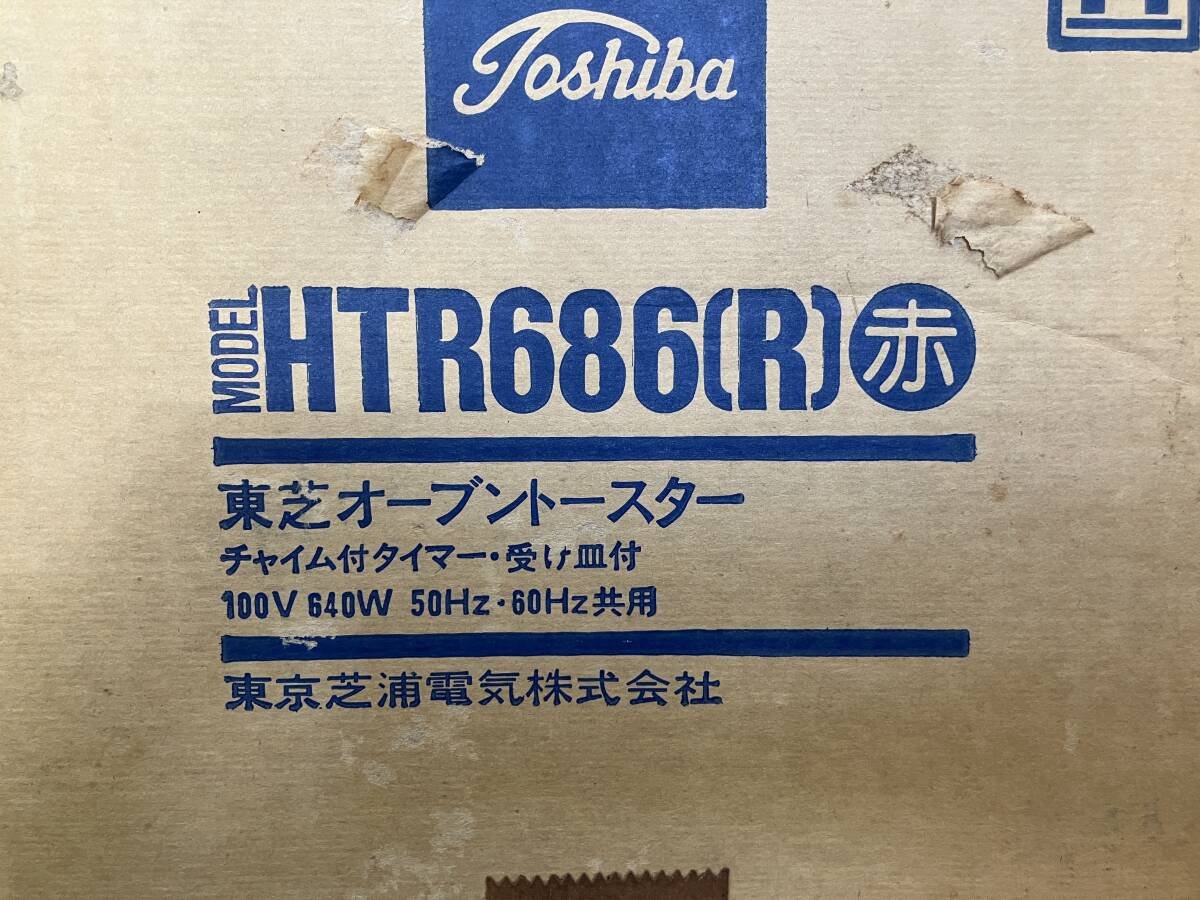 Toshiba
MODEL HTR686(R) 赤
東芝オーブントースター
チャイム付タイマー・受け皿付
100V 640W 50Hz・60Hz共用
東京芝浦電気株式会社